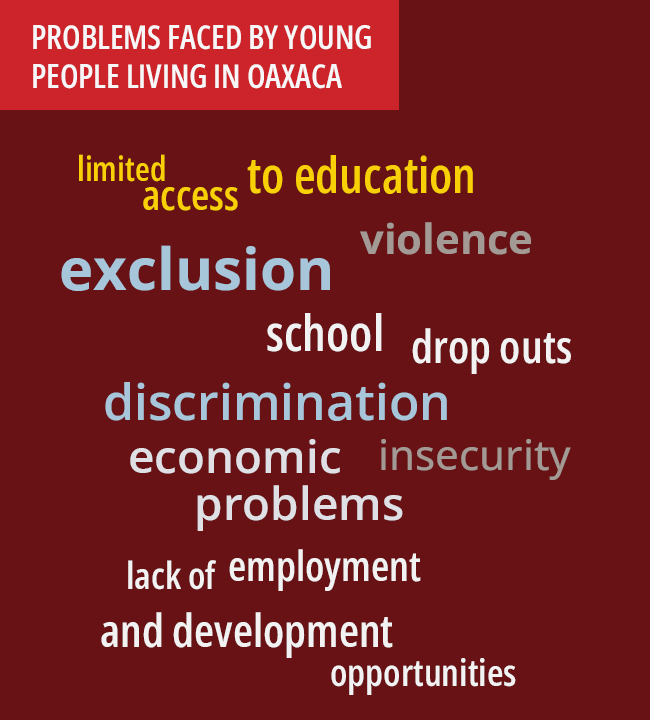 PROBLEMS FACED BY YOUNG
PEOPLE LIVING IN OAXACA
limited
access to education
violence
exclusion
school drop outs
discrimination
economic insecurity
problems
lack of employment
and development
opportunities